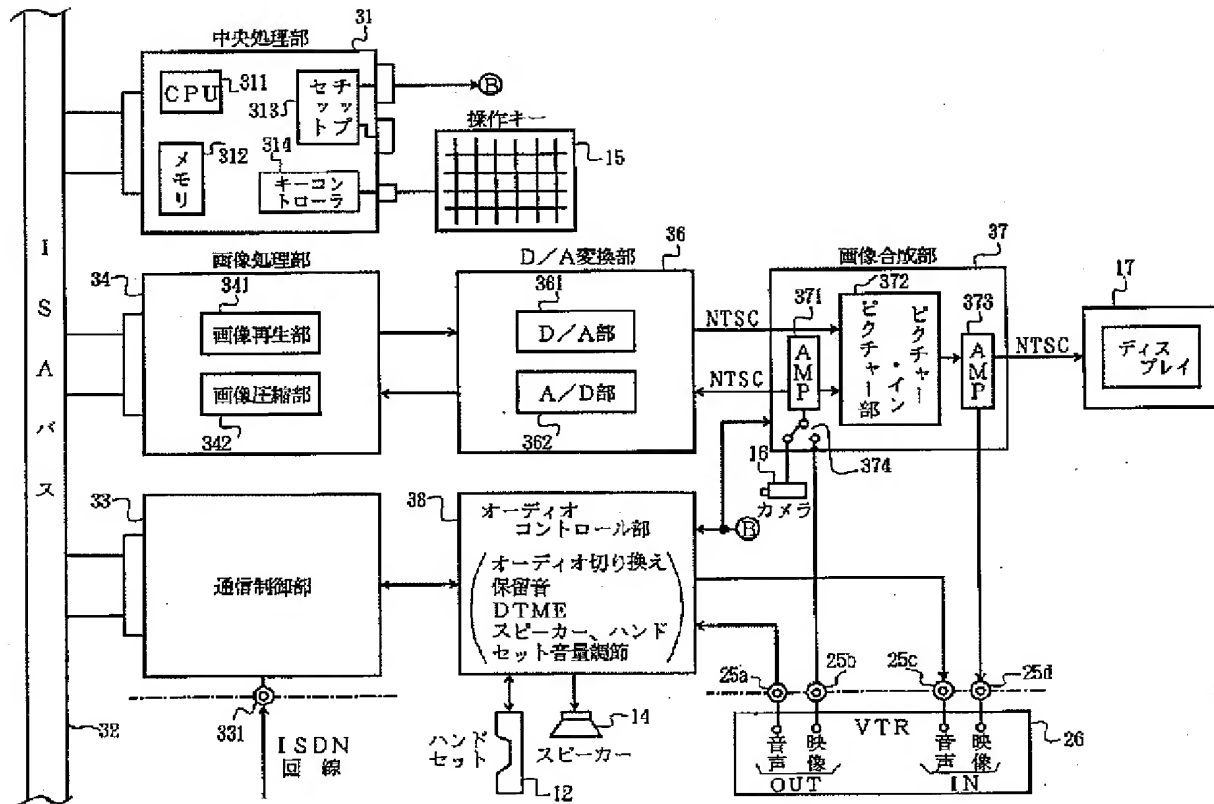 中央処理部
31
CPU
311
チップセット
313
Ⓑ
操作キー
15
メモリ
312
314
キーコントローラ
ISAバス
32
画像処理部
34
341
画像再生部
画像圧縮部
342
D/A変換部
36
361
D/A部
A/D部
362
NTSC
NTSC
画像合成部
37
371
AMP
372
ピクチャー・イン
ピクチャー部
373
AMP
NTSC
17
ディス
プレイ
374
16
カメラ
33
通信制御部
331
ISDN
回線
38
オーディオ
コントロール部
オーディオ切り換え
保留音
DTME
スピーカー、ハンド
セット音量調節
Ⓑ
ハンド
セット
12
14
スピーカー
25a
25b
25c
25d
VTR
26
音声
映像
OUT
音声
映像
IN